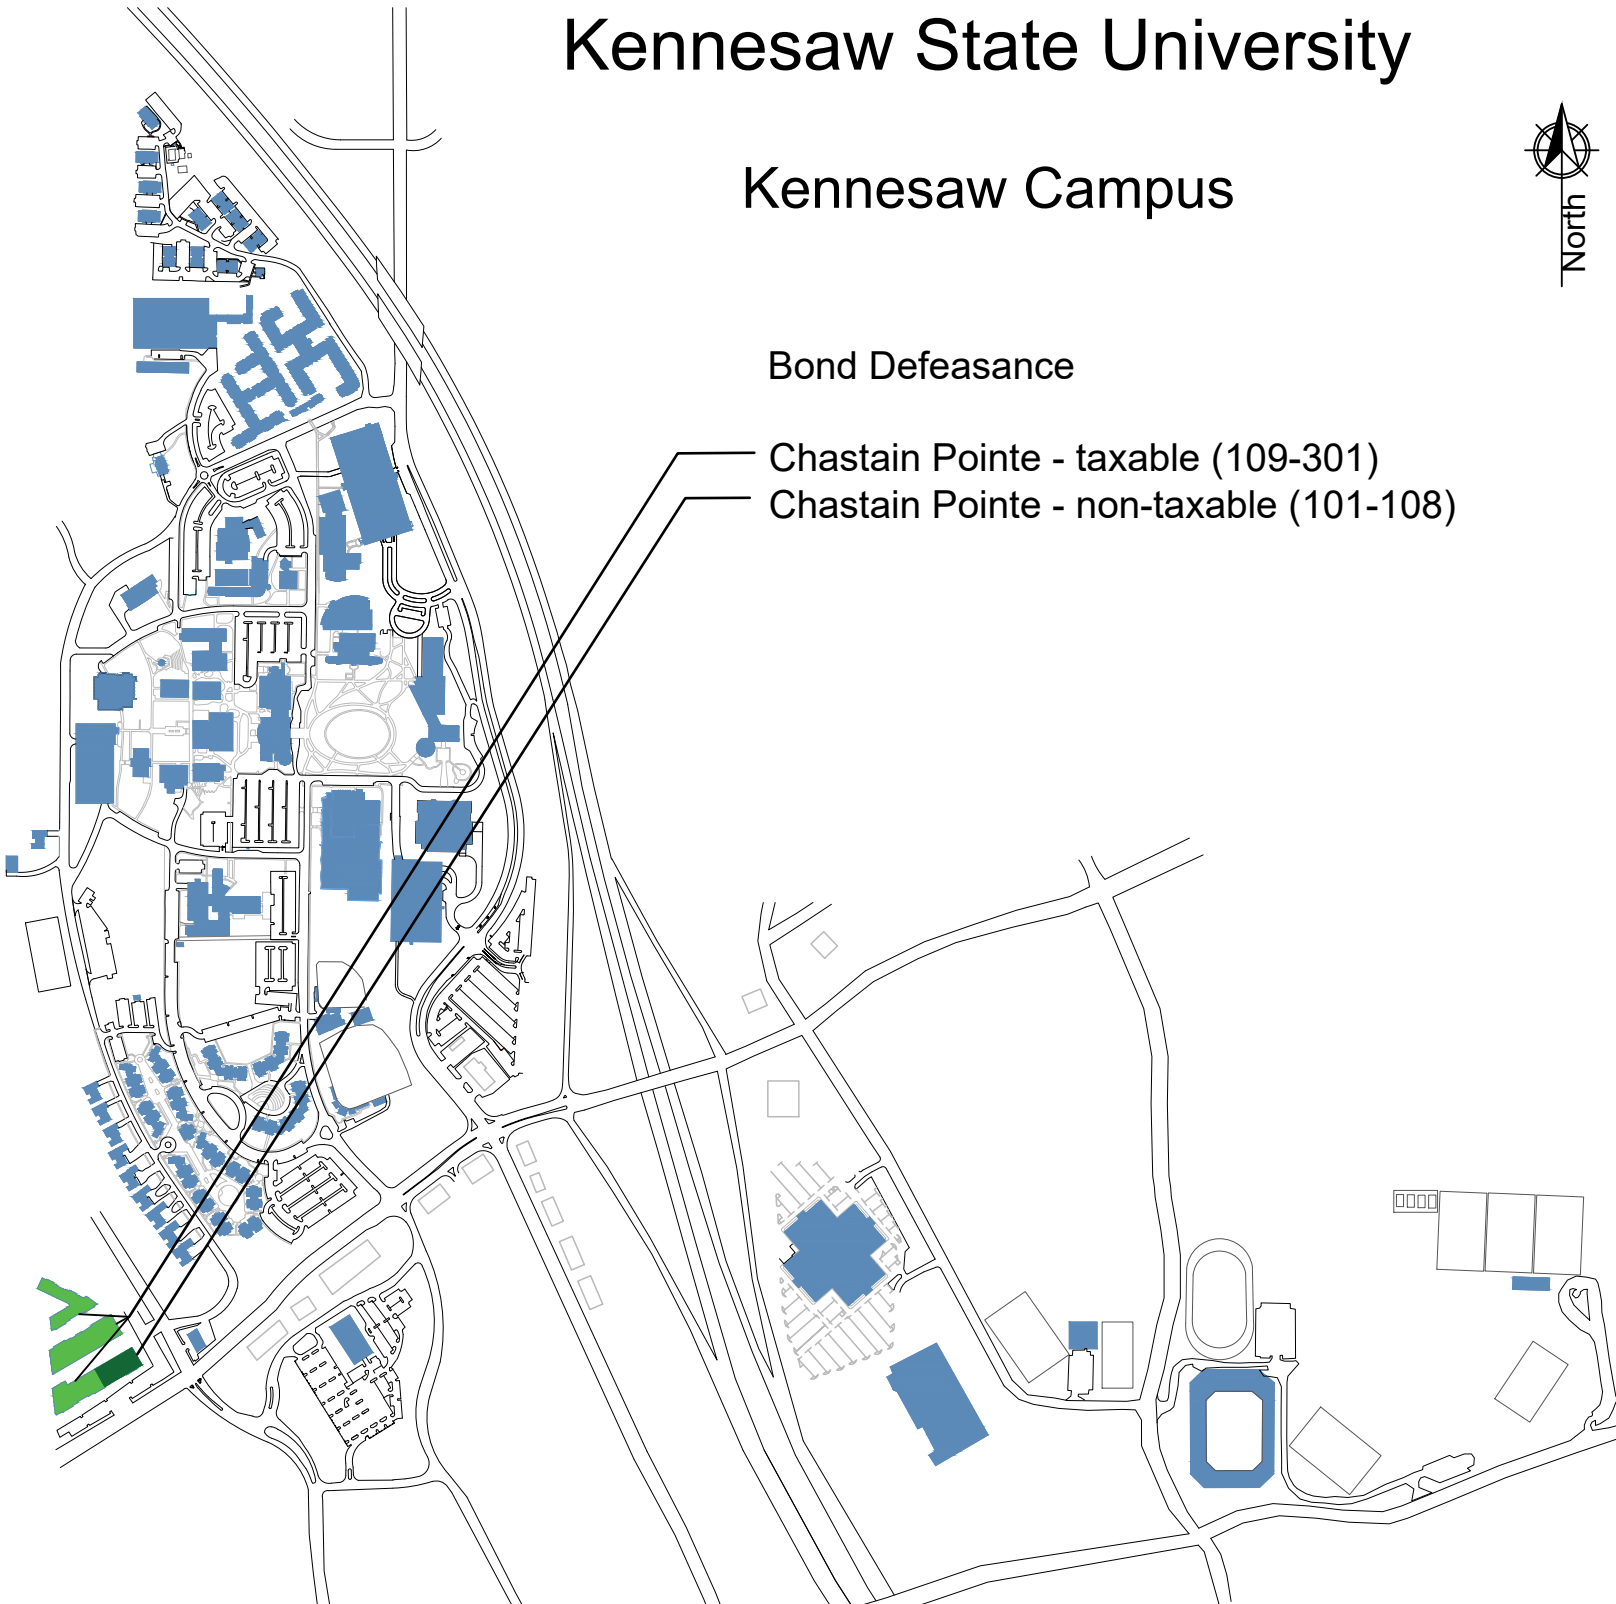 Kennesaw State University
Kennesaw Campus
North
Bond Defeasance
Chastain Pointe - taxable (109-301)
Chastain Pointe - non-taxable (101-108)